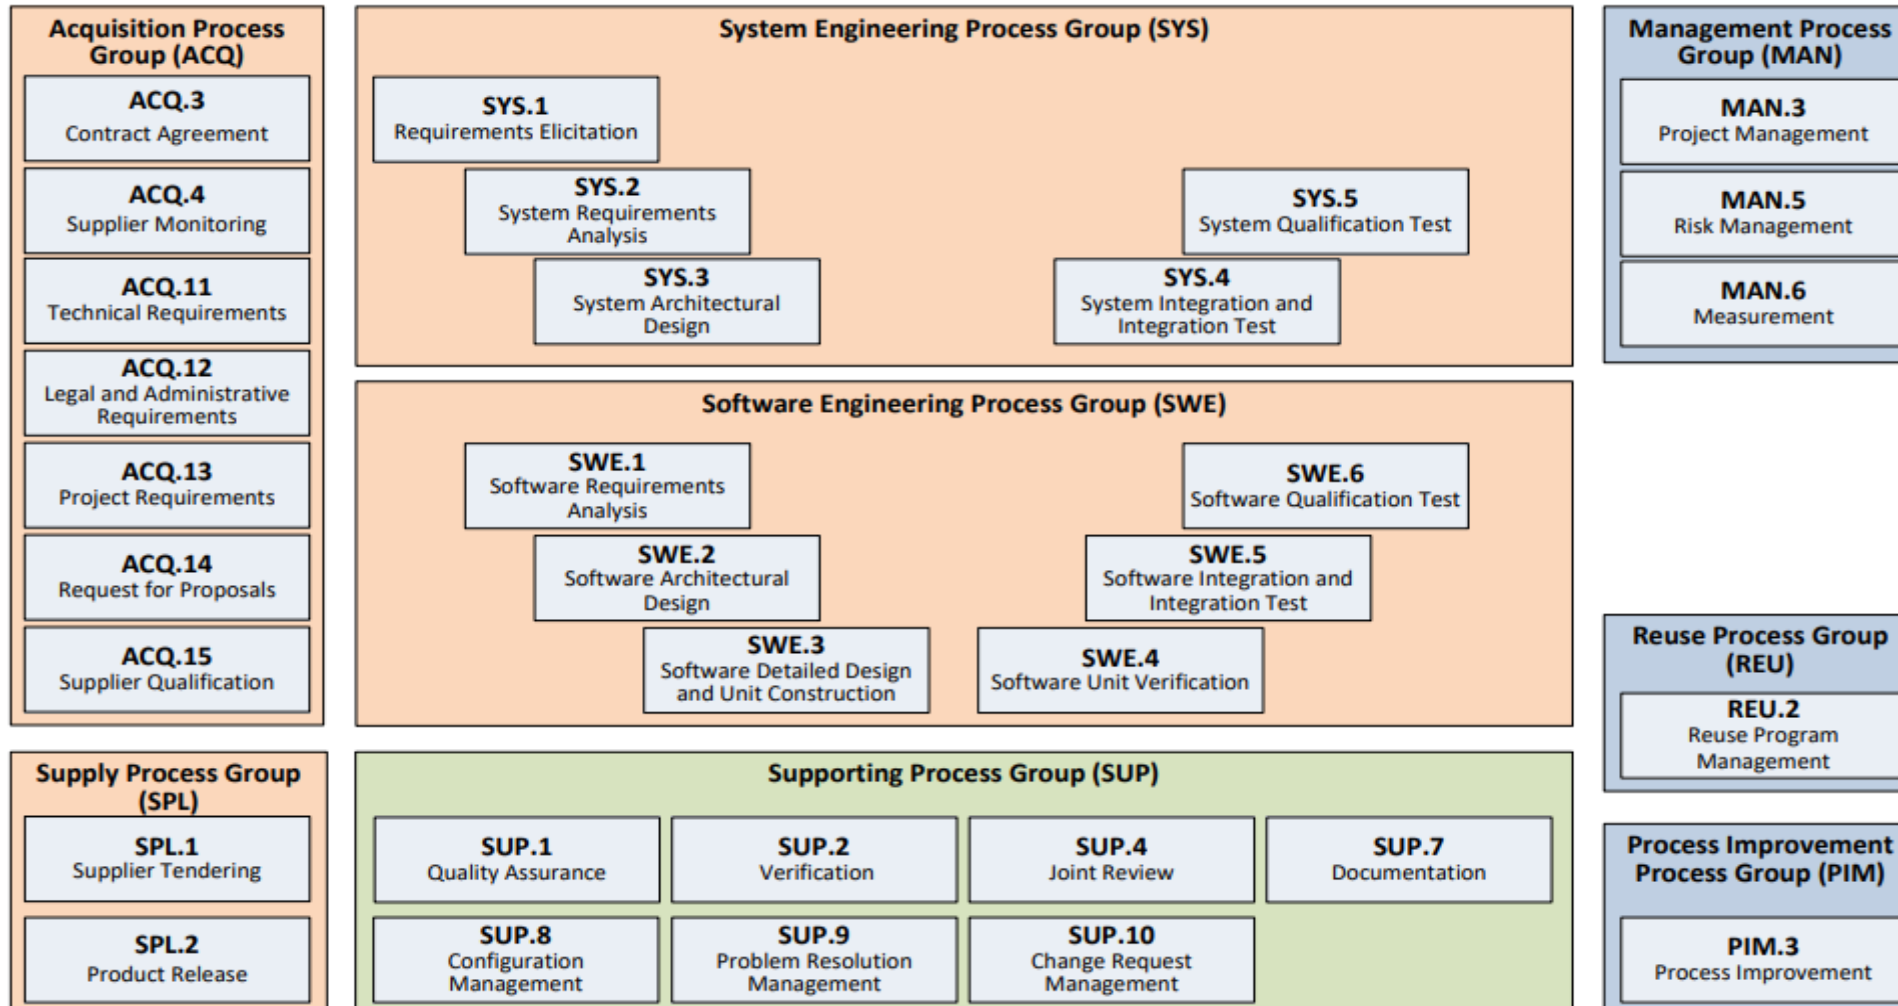 Acquisition Process
Group (ACQ)
ACQ.3
Contract Agreement
ACQ.4
Supplier Monitoring
ACQ.11
Technical Requirements
ACQ.12
Legal and Administrative
Requirements
ACQ.13
Project Requirements
ACQ.14
Request for Proposals
ACQ.15
Supplier Qualification
System Engineering Process Group (SYS)
SYS.1
Requirements Elicitation
SYS.2
System Requirements
Analysis
SYS.3
System Architectural
Design
SYS.5
System Qualification Test
SYS.4
System Integration and
Integration Test
Software Engineering Process Group (SWE)
SWE.1
Software Requirements
Analysis
SWE.2
Software Architectural
Design
SWE.3
Software Detailed Design
and Unit Construction
SWE.6
Software Qualification Test
SWE.5
Software Integration and
Integration Test
SWE.4
Software Unit Verification
Management Process
Group (MAN)
MAN.3
Project Management
MAN.5
Risk Management
MAN.6
Measurement
Reuse Process Group
(REU)
REU.2
Reuse Program
Management
Supply Process Group
(SPL)
SPL.1
Supplier Tendering
SPL.2
Product Release
Supporting Process Group (SUP)
SUP.1
Quality Assurance
SUP.2
Verification
SUP.4
Joint Review
SUP.7
Documentation
SUP.8
Configuration
Management
SUP.9
Problem Resolution
Management
SUP.10
Change Request
Management
Process Improvement
Process Group (PIM)
PIM.3
Process Improvement